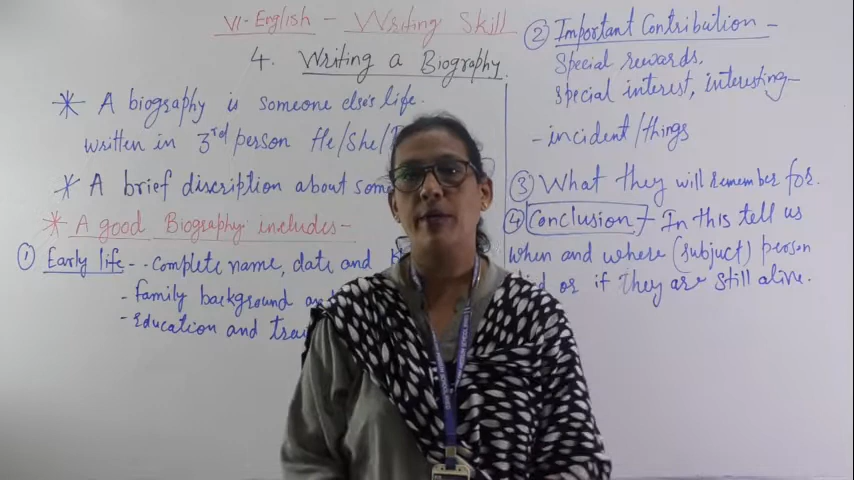 VI-English - Writing Skill
4. Writing a Biography
* A biography is someone else's life.
written in 3rd person He/She/
* A brief discription about some
* A good Biography includes-
① Early life - - complete name, date and
- family background
- Education and
② Important Contribution -
Special rewards.
Special interest, interesting-
- incident/things
③ What they will remember for.
④ Conclusion - In this tell us
when and where (subject) person
or if they are still alive.